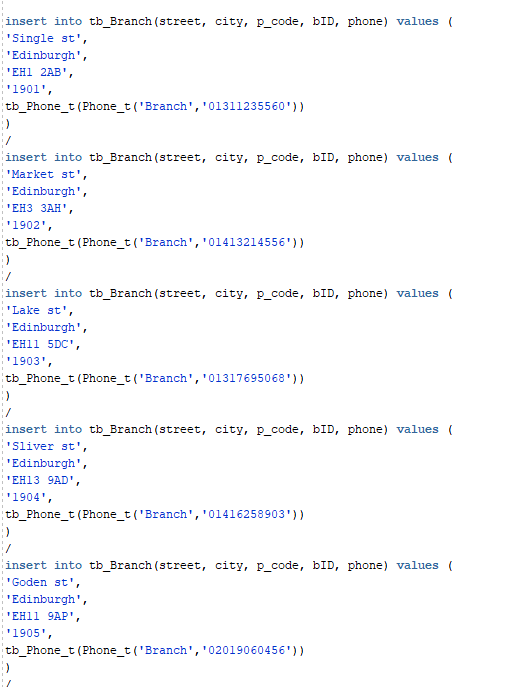 insert into tb_Branch(street, city, p_code, bID, phone) values (
'Single st',
'Edinburgh',
'EH1 2AB',
'1901',
tb_Phone_t(Phone_t('Branch','01311235560'))
)
/
insert into tb_Branch(street, city, p_code, bID, phone) values (
'Market st',
'Edinburgh',
'EH3 3AH',
'1902',
tb_Phone_t(Phone_t('Branch','01413214556'))
)
/
insert into tb_Branch(street, city, p_code, bID, phone) values (
'Lake st',
'Edinburgh',
'EH11 5DC',
'1903',
tb_Phone_t(Phone_t('Branch','01317695068'))
)
/
insert into tb_Branch(street, city, p_code, bID, phone) values (
'Sliver st',
'Edinburgh',
'EH13 9AD',
'1904',
tb_Phone_t(Phone_t('Branch','01416258903'))
)
/
insert into tb_Branch(street, city, p_code, bID, phone) values (
'Goden st',
'Edinburgh',
'EH11 9AP',
'1905',
tb_Phone_t(Phone_t('Branch','02019060456'))
)
/